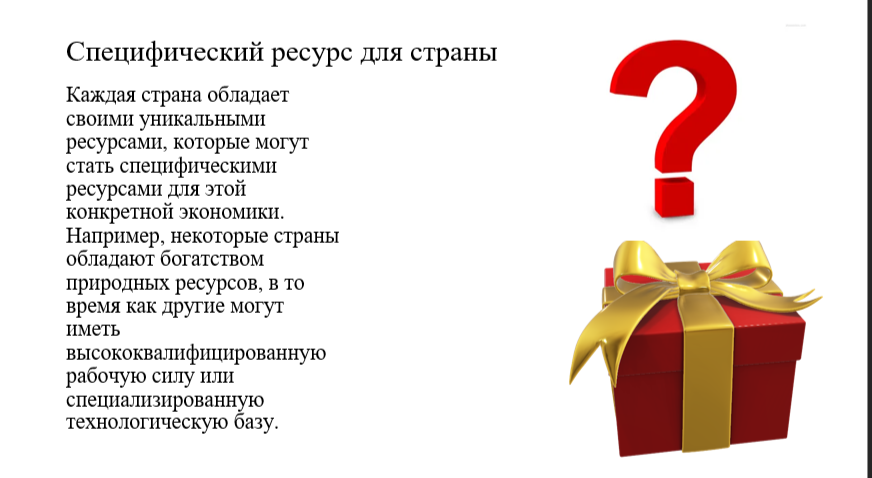 Специфический ресурс для страны
Каждая страна обладает
своими уникальными
ресурсами, которые могут
стать специфическими
ресурсами для этой
конкретной экономики.
Например, некоторые страны
обладают богатством
природных ресурсов, в то
время как другие могут
иметь
высококвалифицированную
рабочую силу или
специализированную
технологическую базу.